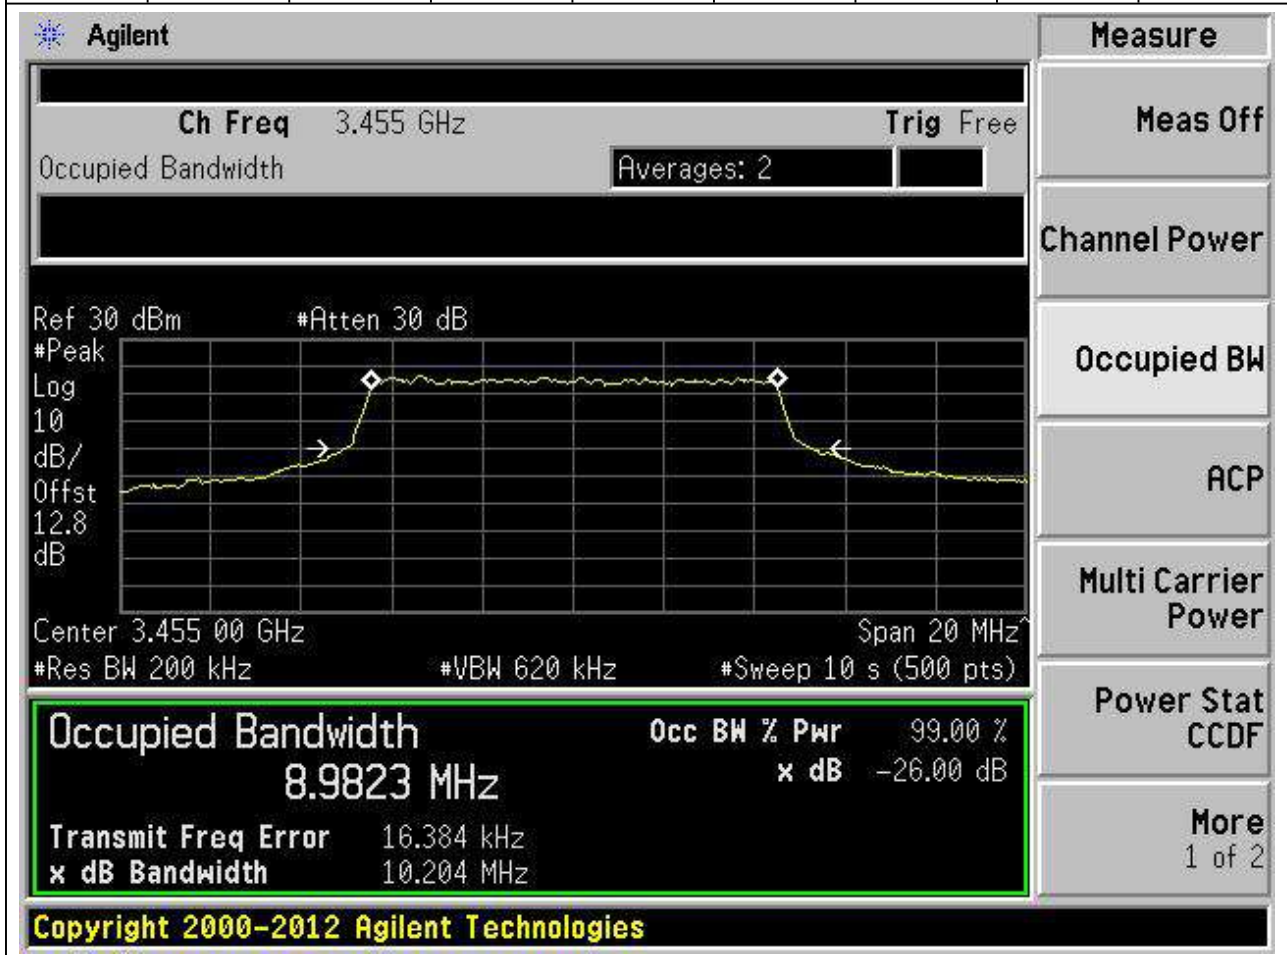 Agilent
Measure
Ch Freq 3.455 GHz Trig Free
Occupied Bandwidth Averages: 2
Meas Off
Channel Power
Occupied BW
ACP
Multi Carrier
Power
Power Stat
CCDF
More
1 of 2
Ref 30 dBm #Atten 30 dB
#Peak
Log
10
dB/
Offst
12.8
dB
Center 3.455 00 GHz Span 20 MHz^
#Res BW 200 kHz #VBW 620 kHz #Sweep 10 s (500 pts)
Occupied Bandwidth Occ BW % Pwr 99.00 %
8.9823 MHz x dB -26.00 dB
Transmit Freq Error 16.384 kHz
x dB Bandwidth 10.204 MHz
Copyright 2000-2012 Agilent Technologies